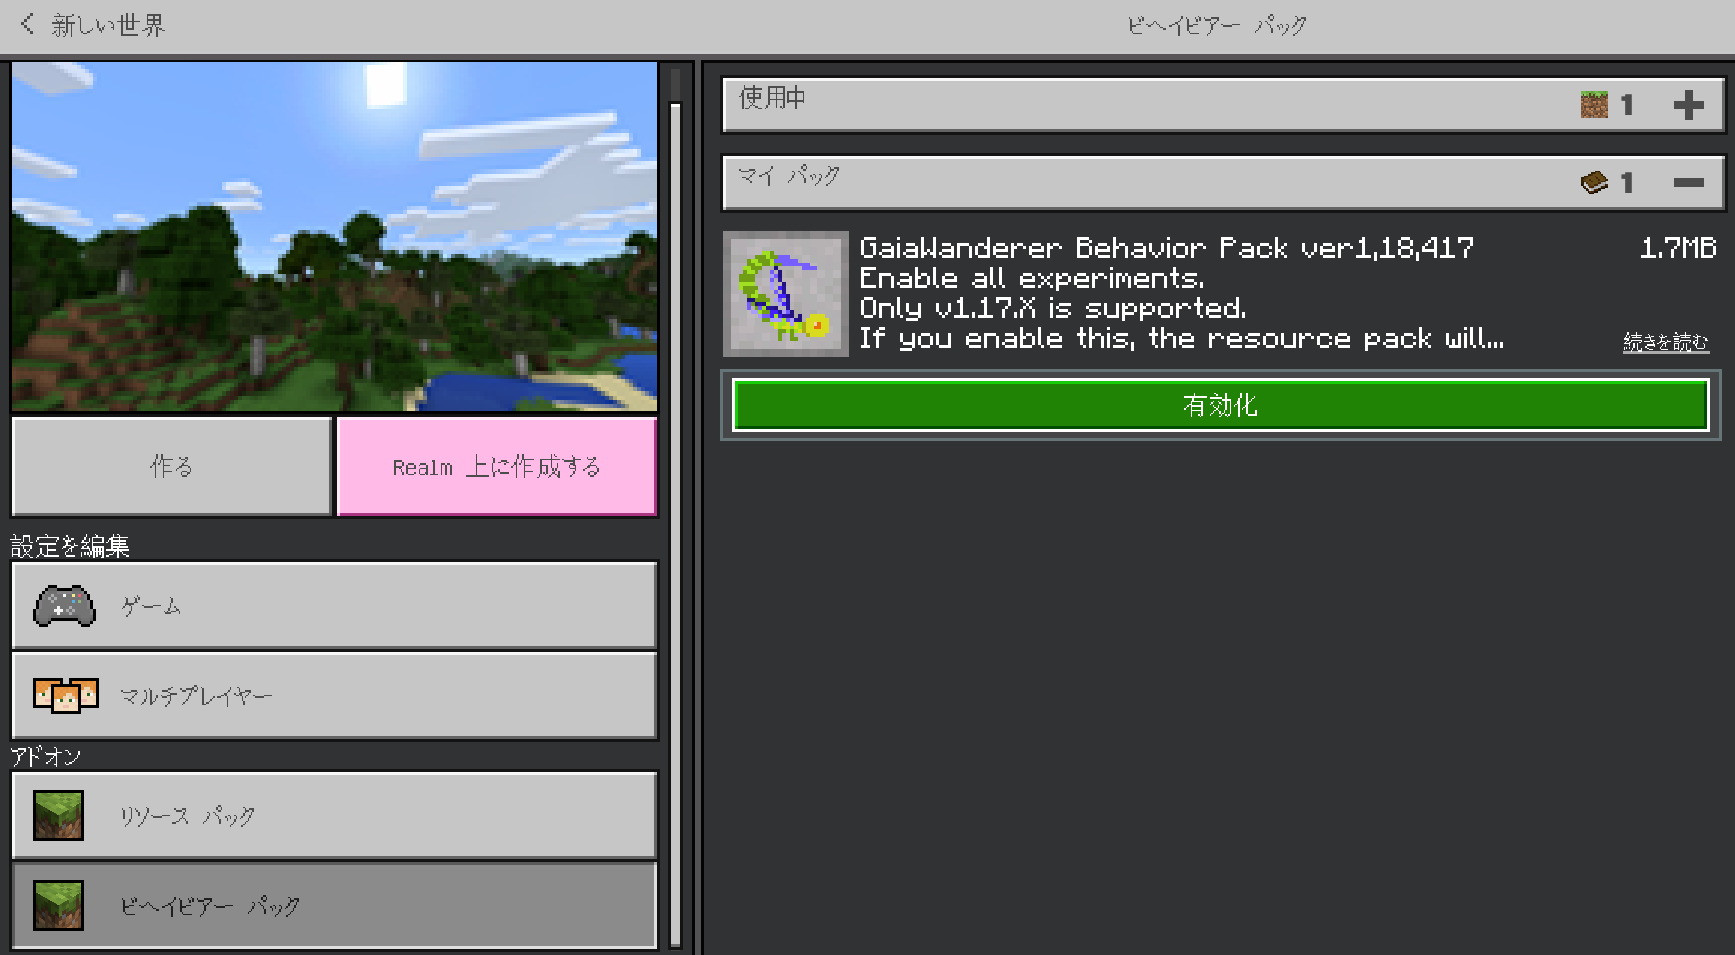 新しい世界
ビヘイビアー パック
使用中
1
マイ パック
1
GaiaWanderer Behavior Pack ver1,18,417
1.7MB
Enable all experiments.
Only v1.17.X is supported.
If you enable this, the resource pack will...
続きを読む
有効化
作る
Realm 上に作成する
設定を編集
ゲーム
マルチプレイヤー
アドオン
リソース パック
ビヘイビアー パック